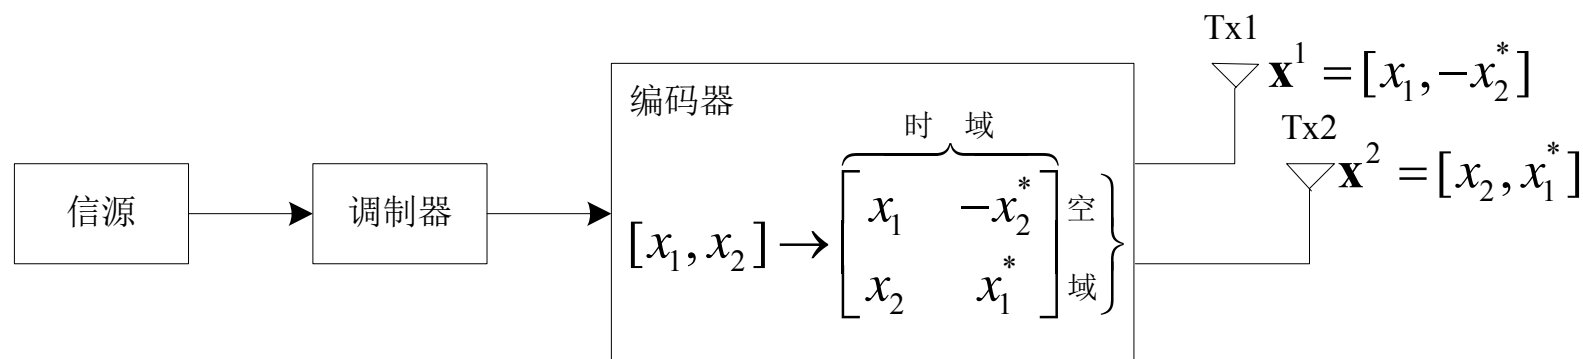 信源
调制器
编码器
时 域
[x₁, x₂] → [x₁ −x₂* ; x₂ x₁*]
空
域
Tx1
𝐱¹ = [x₁, −x₂*]
Tx2
𝐱² = [x₂, x₁*]